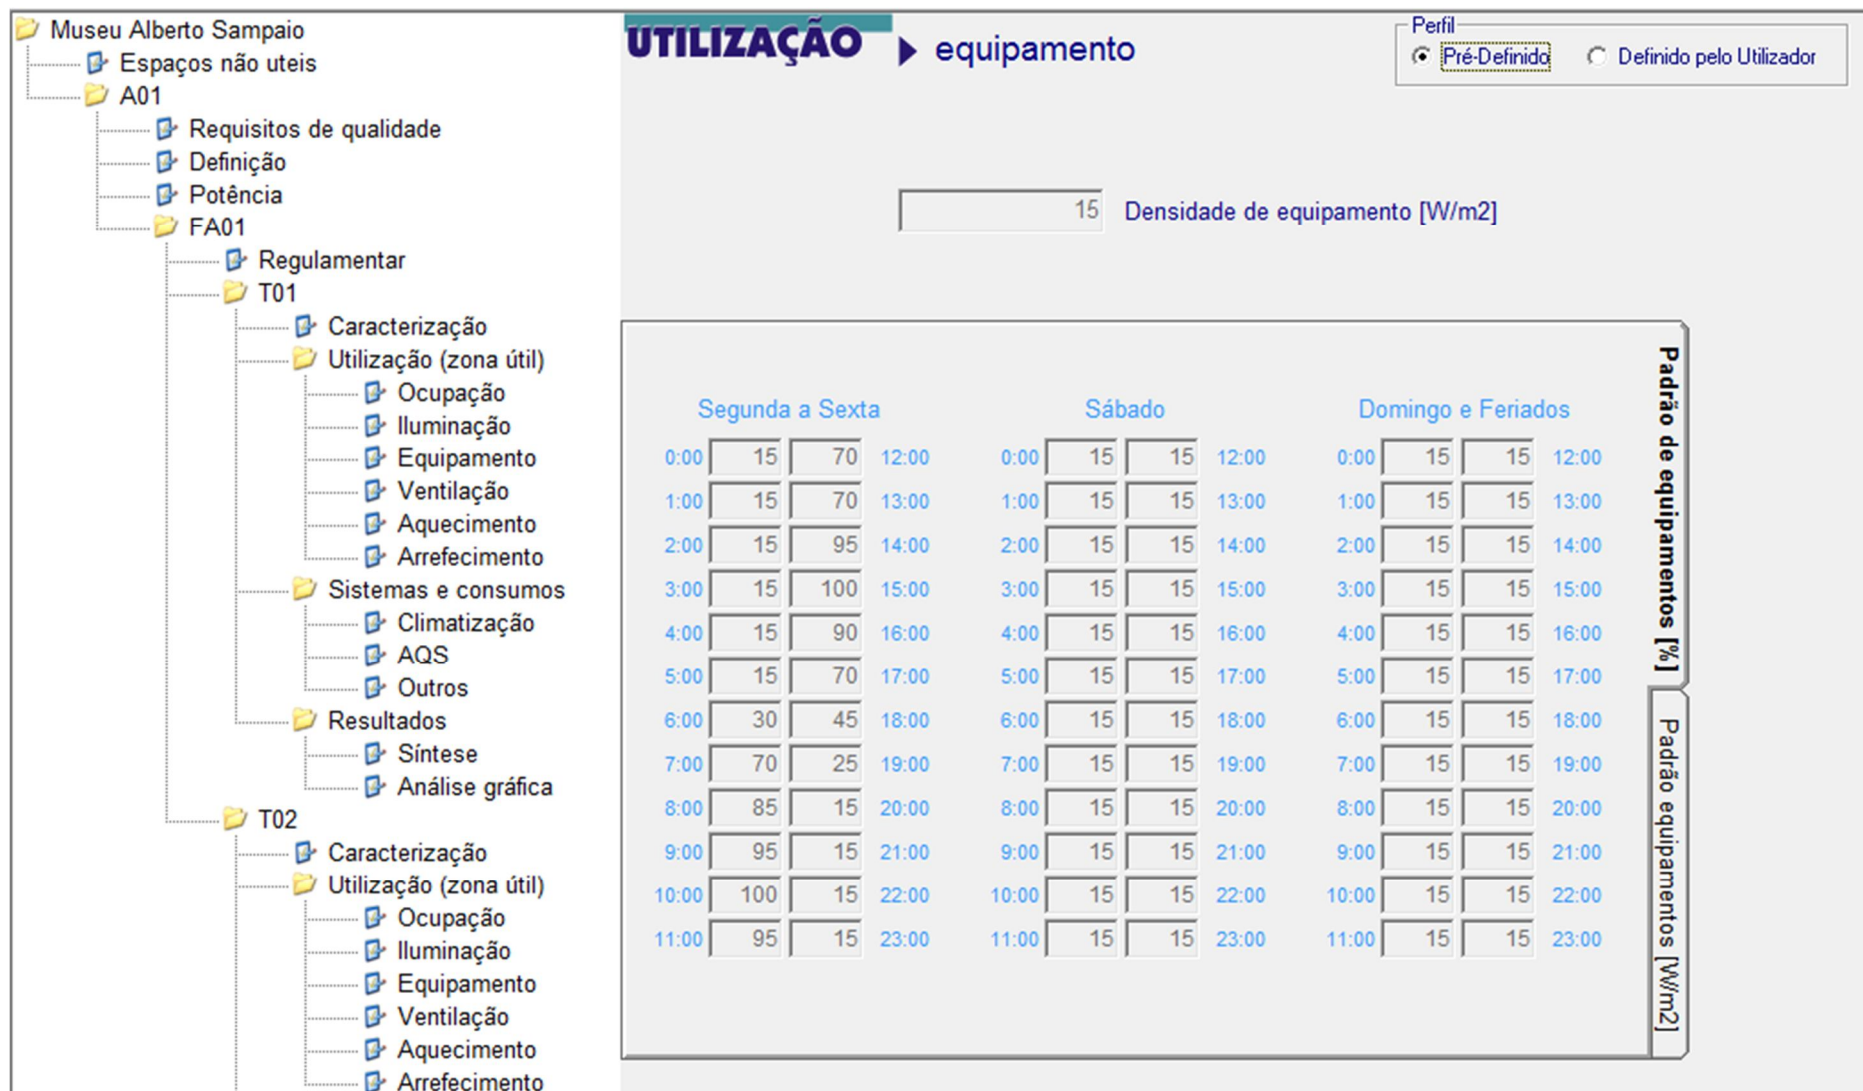 Museu Alberto Sampaio
Espaços não uteis
A01
Requisitos de qualidade
Definição
Potência
FA01
Regulamentar
T01
Caracterização
Utilização (zona útil)
Ocupação
Iluminação
Equipamento
Ventilação
Aquecimento
Arrefecimento
Sistemas e consumos
Climatização
AQS
Outros
Resultados
Síntese
Análise gráfica
T02
Caracterização
Utilização (zona útil)
Ocupação
Iluminação
Equipamento
Ventilação
Aquecimento
Arrefecimento
UTILIZAÇÃO equipamento
Perfil
Pré-Definido Definido pelo Utilizador
15 Densidade de equipamento [W/m2]
Segunda a Sexta Sábado Domingo e Feriados
0:00 15 70 12:00 0:00 15 15 12:00 0:00 15 15 12:00
1:00 15 70 13:00 1:00 15 15 13:00 1:00 15 15 13:00
2:00 15 95 14:00 2:00 15 15 14:00 2:00 15 15 14:00
3:00 15 100 15:00 3:00 15 15 15:00 3:00 15 15 15:00
4:00 15 90 16:00 4:00 15 15 16:00 4:00 15 15 16:00
5:00 15 70 17:00 5:00 15 15 17:00 5:00 15 15 17:00
6:00 30 45 18:00 6:00 15 15 18:00 6:00 15 15 18:00
7:00 70 25 19:00 7:00 15 15 19:00 7:00 15 15 19:00
8:00 85 15 20:00 8:00 15 15 20:00 8:00 15 15 20:00
9:00 95 15 21:00 9:00 15 15 21:00 9:00 15 15 21:00
10:00 100 15 22:00 10:00 15 15 22:00 10:00 15 15 22:00
11:00 95 15 23:00 11:00 15 15 23:00 11:00 15 15 23:00
Padrão de equipamentos [%]
Padrão equipamentos [W/m2]